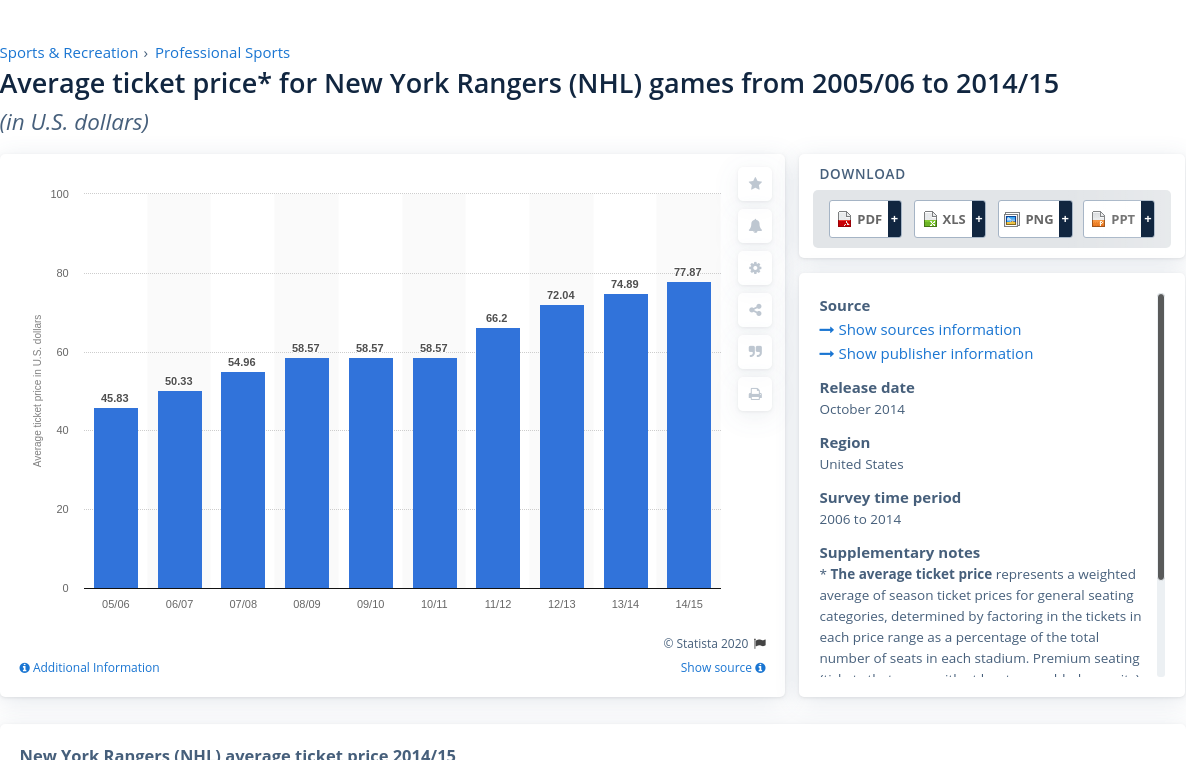 Sports & Recreation › Professional Sports
Average ticket price* for New York Rangers (NHL) games from 2005/06 to 2014/15
(in U.S. dollars)
DOWNLOAD
PDF + XLS + PNG + PPT +
100
80
60
40
20
0
Average ticket price in U.S. dollars
45.83
50.33
54.96
58.57
58.57
58.57
66.2
72.04
74.89
77.87
05/06 06/07 07/08 08/09 09/10 10/11 11/12 12/13 13/14 14/15
© Statista 2020
Additional Information
Show source
Source
Show sources information
Show publisher information
Release date
October 2014
Region
United States
Survey time period
2006 to 2014
Supplementary notes
* The average ticket price represents a weighted
average of season ticket prices for general seating
categories, determined by factoring in the tickets in
each price range as a percentage of the total
number of seats in each stadium. Premium seating
New York Rangers (NHL) average ticket price 2014/15